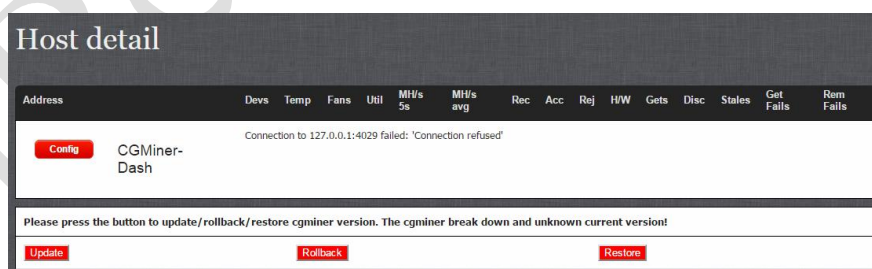 Host detail
Address Devs Temp Fans Util MH/s 5s MH/s avg Rec Acc Rej H/W Gets Disc Stales Get Fails Rem Fails
Config CGMiner-Dash Connection to 127.0.0.1:4029 failed: 'Connection refused'
Please press the button to update/rollback/restore cgminer version. The cgminer break down and unknown current version!
Update Rollback Restore